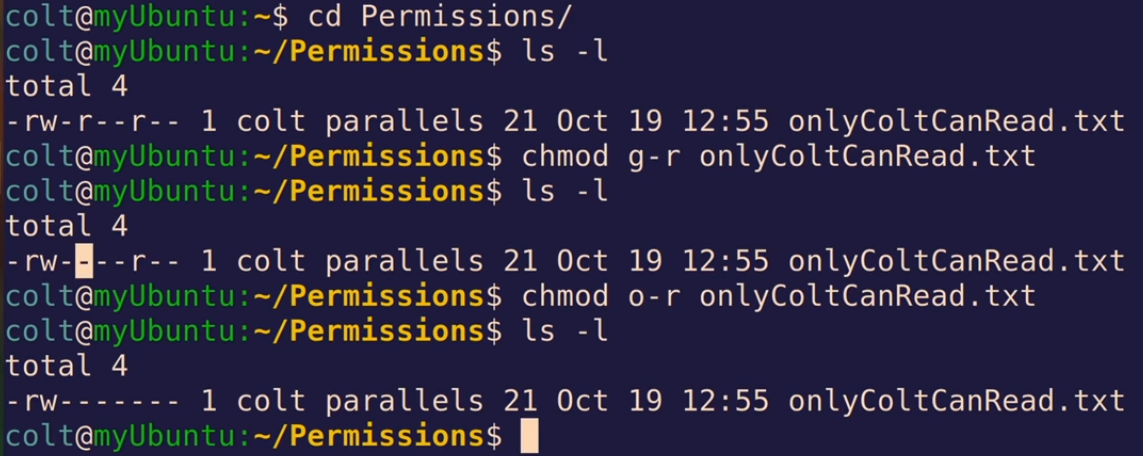 colt@myUbuntu:~$ cd Permissions/
colt@myUbuntu:~/Permissions$ ls -l
total 4
-rw-r--r-- 1 colt parallels 21 Oct 19 12:55 onlyColtCanRead.txt
colt@myUbuntu:~/Permissions$ chmod g-r onlyColtCanRead.txt
colt@myUbuntu:~/Permissions$ ls -l
total 4
-rw----r-- 1 colt parallels 21 Oct 19 12:55 onlyColtCanRead.txt
colt@myUbuntu:~/Permissions$ chmod o-r onlyColtCanRead.txt
colt@myUbuntu:~/Permissions$ ls -l
total 4
-rw------- 1 colt parallels 21 Oct 19 12:55 onlyColtCanRead.txt
colt@myUbuntu:~/Permissions$